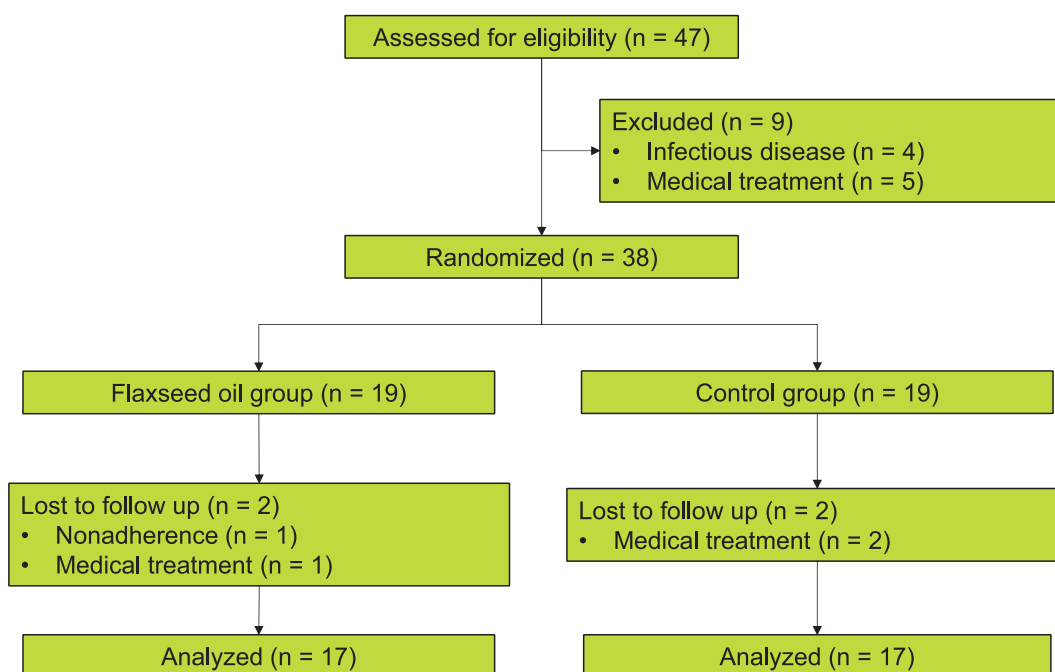 Assessed for eligibility (n = 47)
Excluded (n = 9)
• Infectious disease (n = 4)
• Medical treatment (n = 5)
Randomized (n = 38)
Flaxseed oil group (n = 19)
Control group (n = 19)
Lost to follow up (n = 2)
• Nonadherence (n = 1)
• Medical treatment (n = 1)
Lost to follow up (n = 2)
• Medical treatment (n = 2)
Analyzed (n = 17)
Analyzed (n = 17)